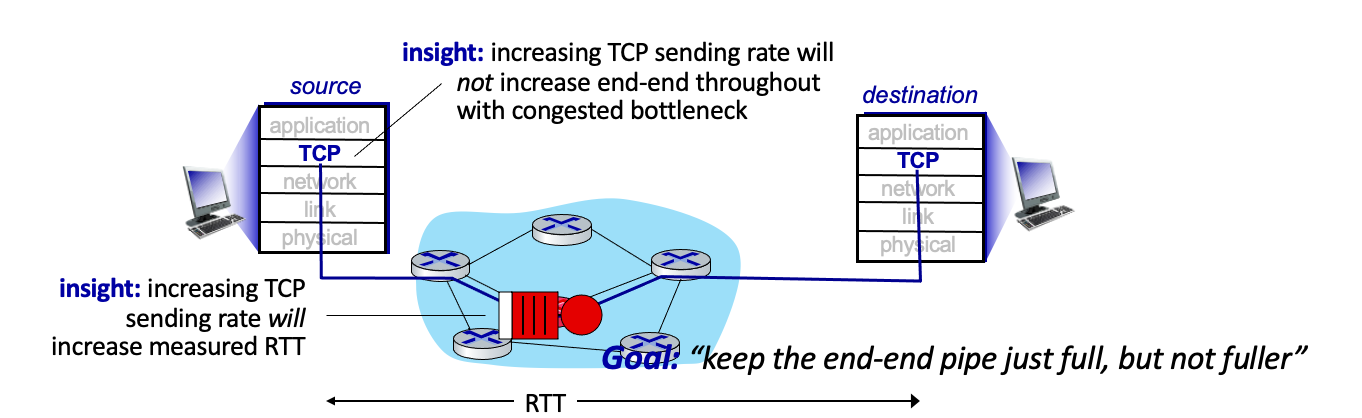 insight: increasing TCP sending rate will
not increase end-end throughout
with congested bottleneck
source
application
TCP
network
link
physical
destination
application
TCP
network
link
physical
insight: increasing TCP
sending rate will
increase measured RTT
Goal: “keep the end-end pipe just full, but not fuller”
RTT